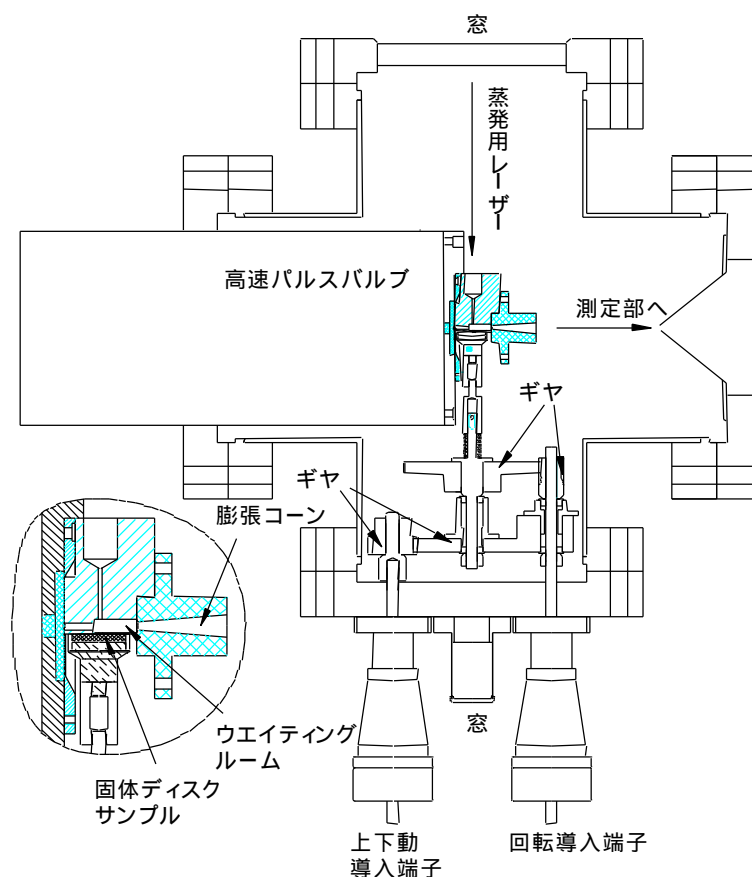 窓
蒸発用レーザー
高速パルスバルブ
測定部へ
ギヤ
ギヤ
膨張コーン
ウエイティング
ルーム
固体ディスク
サンプル
窓
上下動
導入端子
回転導入端子